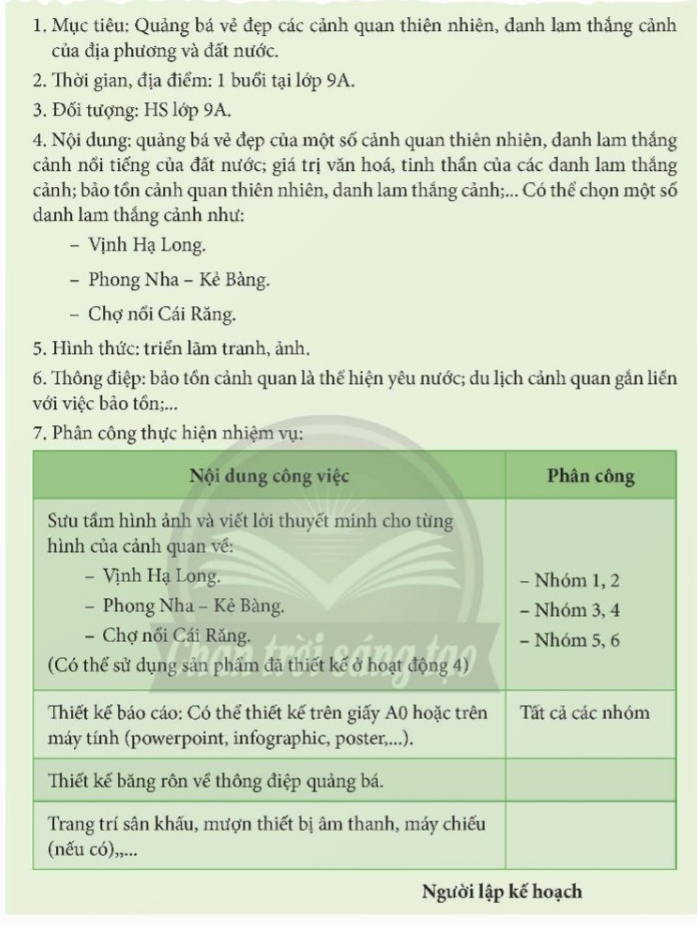 1. Mục tiêu: Quảng bá vẻ đẹp các cảnh quan thiên nhiên, danh lam thắng cảnh
của địa phương và đất nước.
2. Thời gian, địa điểm: 1 buổi tại lớp 9A.
3. Đối tượng: HS lớp 9A.
4. Nội dung: quảng bá vẻ đẹp của một số cảnh quan thiên nhiên, danh lam thắng
cảnh nổi tiếng của đất nước; giá trị văn hoá, tinh thần của các danh lam thắng
cảnh; bảo tồn cảnh quan thiên nhiên, danh lam thắng cảnh;... Có thể chọn một số
danh lam thắng cảnh như:
– Vịnh Hạ Long.
– Phong Nha – Kẻ Bàng.
– Chợ nổi Cái Răng.
5. Hình thức: triển lãm tranh, ảnh.
6. Thông điệp: bảo tồn cảnh quan là thể hiện yêu nước; du lịch cảnh quan gắn liền
với việc bảo tồn;...
7. Phân công thực hiện nhiệm vụ:
Nội dung công việc Phân công
Sưu tầm hình ảnh và viết lời thuyết minh cho từng
hình của cảnh quan về:
– Vịnh Hạ Long.
– Phong Nha – Kẻ Bàng.
– Chợ nổi Cái Răng.
(Có thể sử dụng sản phẩm đã thiết kế ở hoạt động 4)
– Nhóm 1, 2
– Nhóm 3, 4
– Nhóm 5, 6
Chân trời sáng tạo
Thiết kế báo cáo: Có thể thiết kế trên giấy A0 hoặc trên
máy tính (powerpoint, infographic, poster,...).
Tất cả các nhóm
Thiết kế băng rôn về thông điệp quảng bá.
Trang trí sân khấu, mượn thiết bị âm thanh, máy chiếu
(nếu có),,...
Người lập kế hoạch